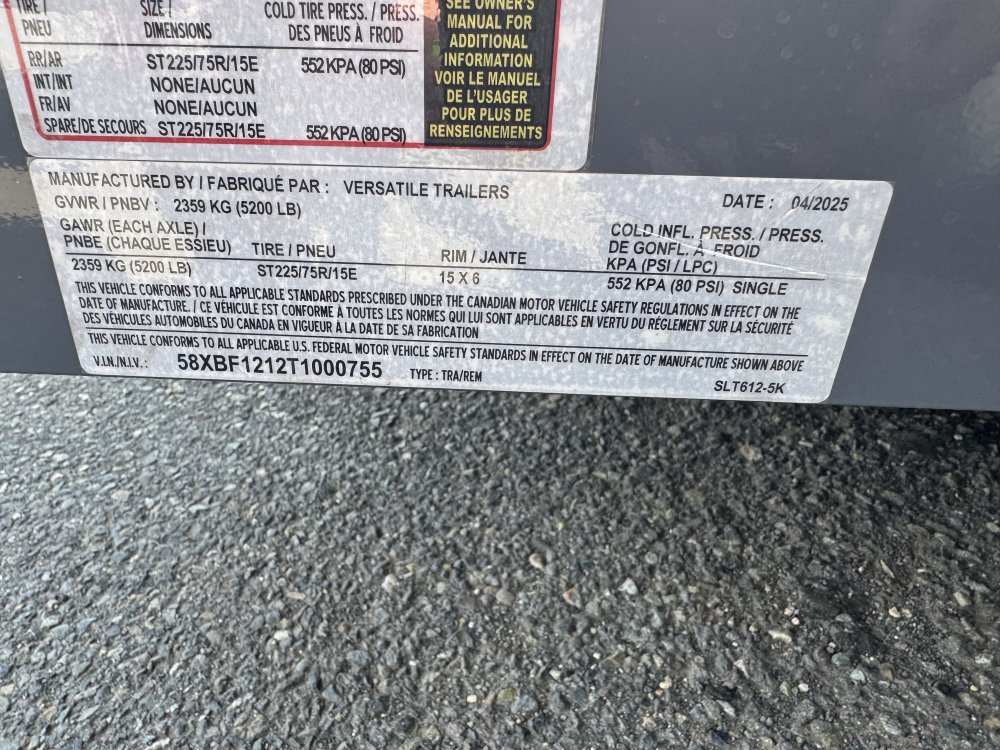 TIRE / SIZE / COLD TIRE PRESS. / PRESS.
PNEU DIMENSIONS DES PNEUS À FROID
RR/AR ST225/75R/15E 552 KPA (80 PSI)
INT/INT NONE/AUCUN
FR/AV NONE/AUCUN
SPARE/DE SECOURS ST225/75R/15E 552 KPA (80 PSI)
SEE OWNER'S
MANUAL FOR
ADDITIONAL
INFORMATION
VOIR LE MANUEL
DE L'USAGER
POUR PLUS DE
RENSEIGNEMENTS
MANUFACTURED BY / FABRIQUÉ PAR : VERSATILE TRAILERS DATE : 04/2025
GVWR / PNBV : 2359 KG (5200 LB)
GAWR (EACH AXLE) /
PNBE (CHAQUE ESSIEU) TIRE / PNEU RIM / JANTE
COLD INFL. PRESS. / PRESS.
DE GONFL. À FROID
KPA (PSI / LPC)
2359 KG (5200 LB) ST225/75R/15E 15 X 6 552 KPA (80 PSI) SINGLE
THIS VEHICLE CONFORMS TO ALL APPLICABLE STANDARDS PRESCRIBED UNDER THE CANADIAN MOTOR VEHICLE SAFETY REGULATIONS IN EFFECT ON THE
DATE OF MANUFACTURE. / CE VÉHICULE EST CONFORME À TOUTES LES NORMES QUI LUI SONT APPLICABLES EN VERTU DU RÈGLEMENT SUR LA SÉCURITÉ
DES VÉHICULES AUTOMOBILES DU CANADA EN VIGUEUR À LA DATE DE SA FABRICATION
THIS VEHICLE CONFORMS TO ALL APPLICABLE U.S. FEDERAL MOTOR VEHICLE SAFETY STANDARDS IN EFFECT ON THE DATE OF MANUFACTURE SHOWN ABOVE
V.I.N./N.I.V.: 58XBF1212T1000755 TYPE : TRA/REM SLT612-5K